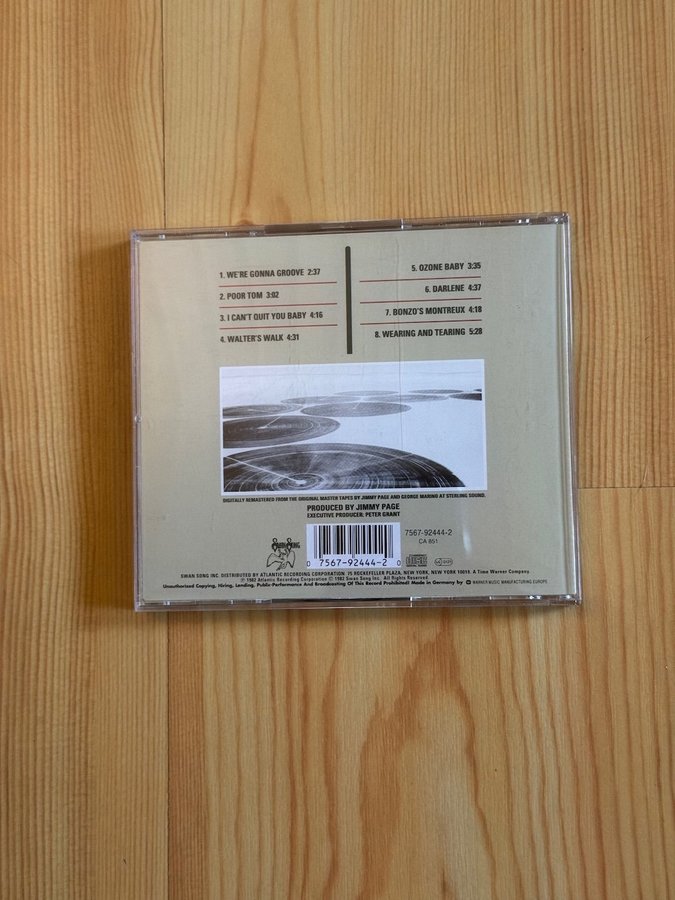 1. WE'RE GONNA GROOVE 2:37
2. POOR TOM 3:02
3. I CAN'T QUIT YOU BABY 4:16
4. WALTER'S WALK 4:31
5. OZONE BABY 3:35
6. DARLENE 4:37
7. BONZO'S MONTREUX 4:18
8. WEARING AND TEARING 5:28
DIGITALLY REMASTERED FROM THE ORIGINAL MASTER TAPES BY JIMMY PAGE AND GEORGE MARINO AT STERLING SOUND.
PRODUCED BY JIMMY PAGE
EXECUTIVE PRODUCER: PETER GRANT
SWAN SONG
0 7567-92444-2 0
7567-92444-2
CA 851
SWAN SONG INC. DISTRIBUTED BY ATLANTIC RECORDING CORPORATION 75 ROCKEFELLER PLAZA, NEW YORK, NEW YORK 10019. A Time Warner Company.
℗ 1982 Atlantic Recording Corporation © 1982 Swan Song Inc. All Rights Reserved.
Unauthorised Copying, Hiring, Lending, Public Performance And Broadcasting Of This Record Prohibited Made in Germany by WARNER MUSIC MANUFACTURING EUROPE